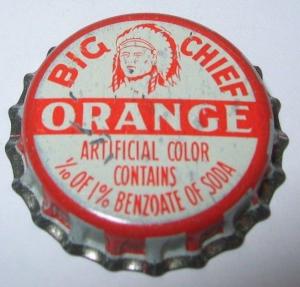 BIG CHIEF
ORANGE
ARTIFICIAL COLOR
CONTAINS
1/10 OF 1% BENZOATE OF SODA